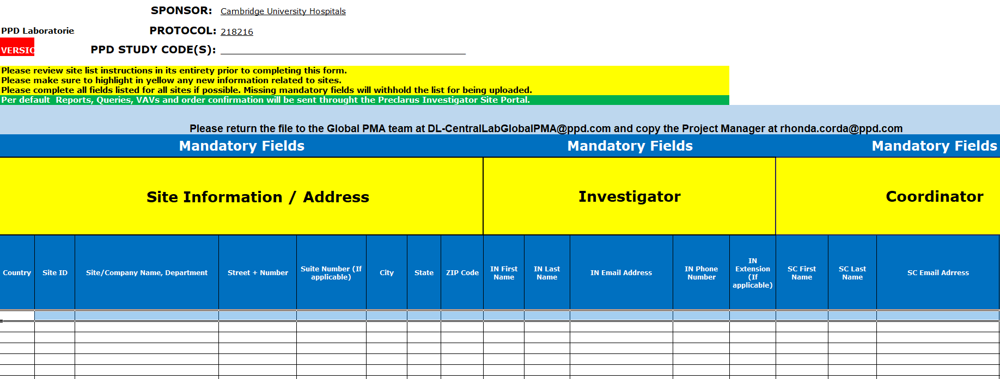 SPONSOR: Cambridge University Hospitals
PPD Laboratorie
PROTOCOL: 218216
VERSIO
PPD STUDY CODE(S):
Please review site list instructions in its entirety prior to completing this form.
Please make sure to highlight in yellow any new information related to sites.
Please complete all fields listed for all sites if possible. Missing mandatory fields will withhold the list for being uploaded.
Per default  Reports, Queries, VAVs and order confirmation will be sent throught the Preclarus Investigator Site Portal.
Please return the file to the Global PMA team at DL-CentralLabGlobalPMA@ppd.com and copy the Project Manager at rhonda.corda@ppd.com
Mandatory Fields
Mandatory Fields
Mandatory Fields
Site Information / Address
Investigator
Coordinator
Country
Site ID
Site/Company Name, Department
Street + Number
Suite Number (If
applicable)
City
State
ZIP Code
IN First
Name
IN Last
Name
IN Email Address
IN Phone
Number
IN
Extension
(If
applicable)
SC First
Name
SC Last
Name
SC Email Adrress